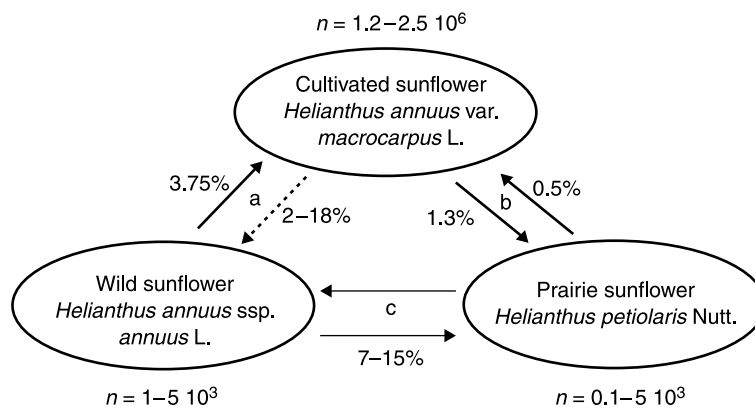 n = 1.2–2.5 10⁶
Cultivated sunflower
Helianthus annuus var.
macrocarpus L.
3.75%
a
2–18%
1.3%
b
0.5%
Wild sunflower
Helianthus annuus ssp.
annuus L.
c
7–15%
Prairie sunflower
Helianthus petiolaris Nutt.
n = 1–5 10³
n = 0.1–5 10³